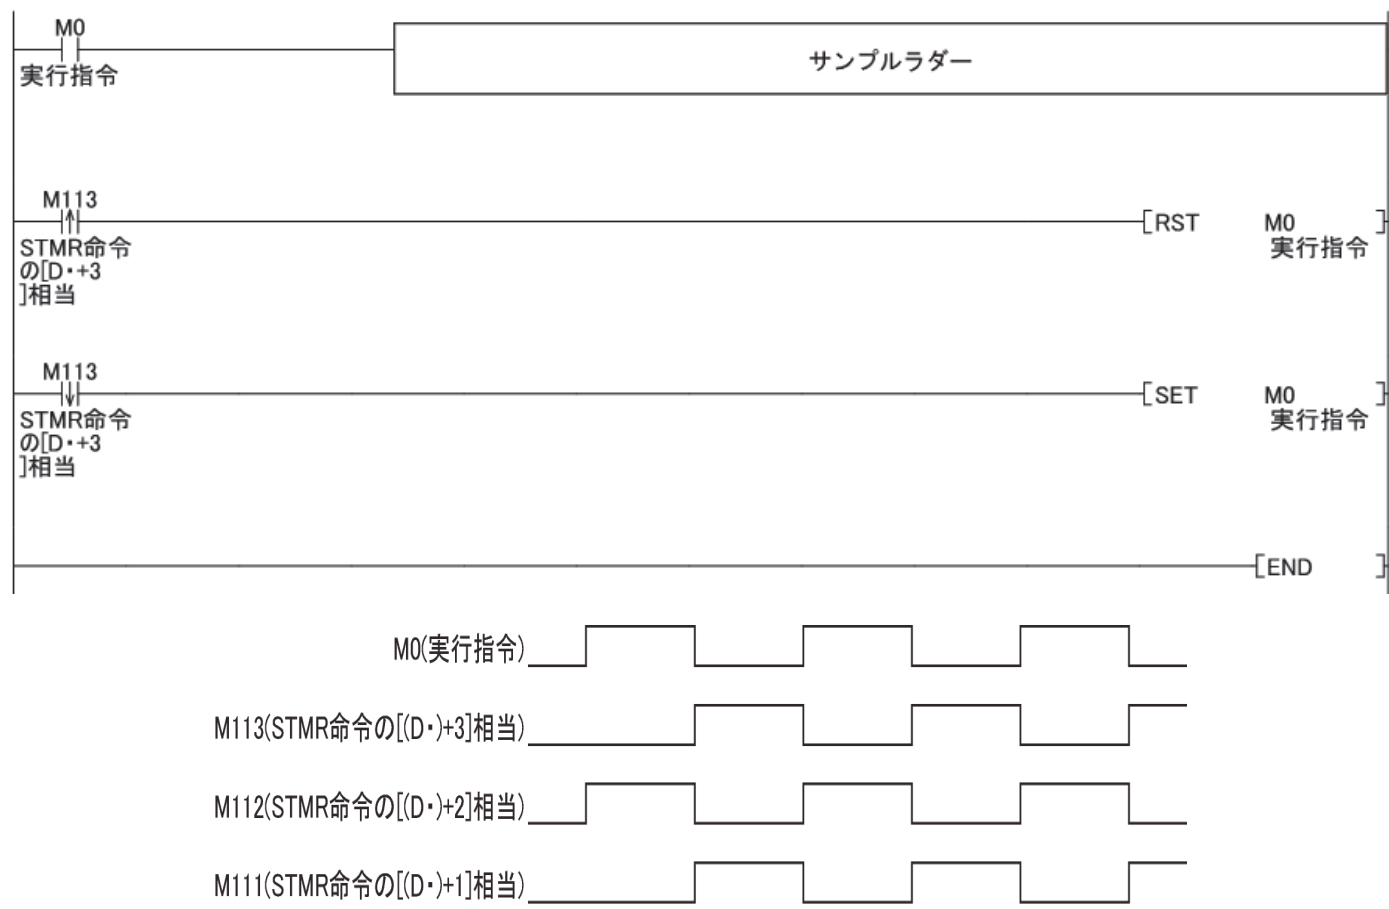 M0
実行指令
サンプルラダー
M113
STMR命令
の[D・+3
]相当
RST M0
実行指令
M113
STMR命令
の[D・+3
]相当
SET M0
実行指令
END
M0(実行指令)
M113(STMR命令の[(D・)+3]相当)
M112(STMR命令の[(D・)+2]相当)
M111(STMR命令の[(D・)+1]相当)